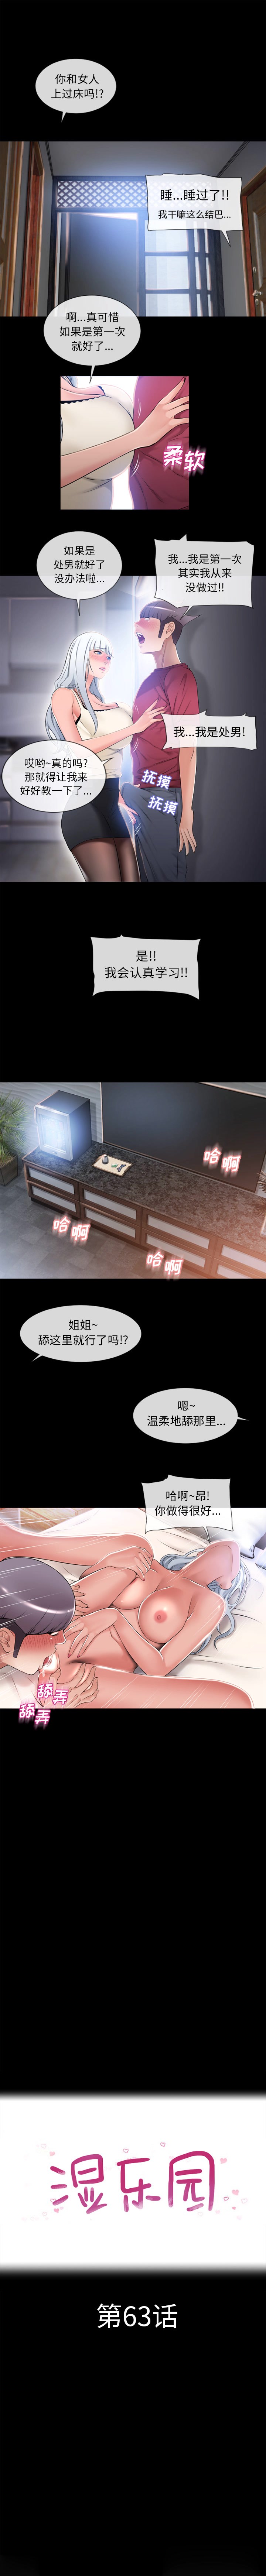 你和女人
上过床吗!?
睡...睡过了!!
我干嘛这么结巴...
啊...真可惜
如果是第一次
就好了...
柔软
如果是
处男就好了
没办法啦...
我...我是第一次
其实我从来
没做过!!
我...我是处男!
哎哟~真的吗?
那就得让我来
好好教一下了...
抚摸
抚摸
是!!
我会认真学习!!
哈啊
哈啊
哈啊
姐姐~
舔这里就行了吗!?
嗯~
温柔地舔那里...
哈啊~昂!
你做得很好...
舔弄
舔弄
湿乐园
第63话